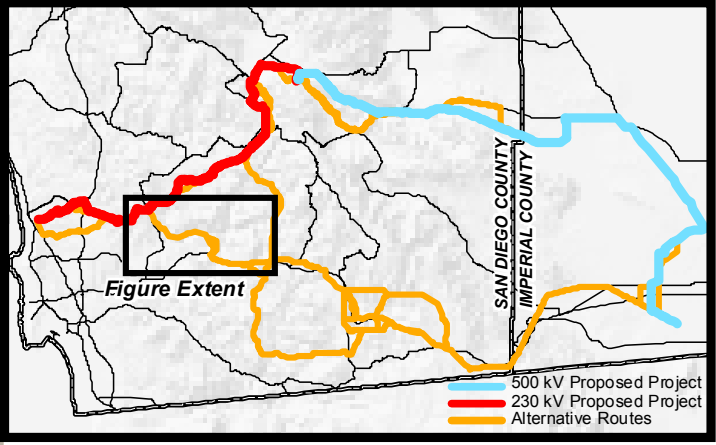 SAN DIEGO COUNTY
IMPERIAL COUNTY
Figure Extent
500 kV Proposed Project
230 kV Proposed Project
Alternative Routes